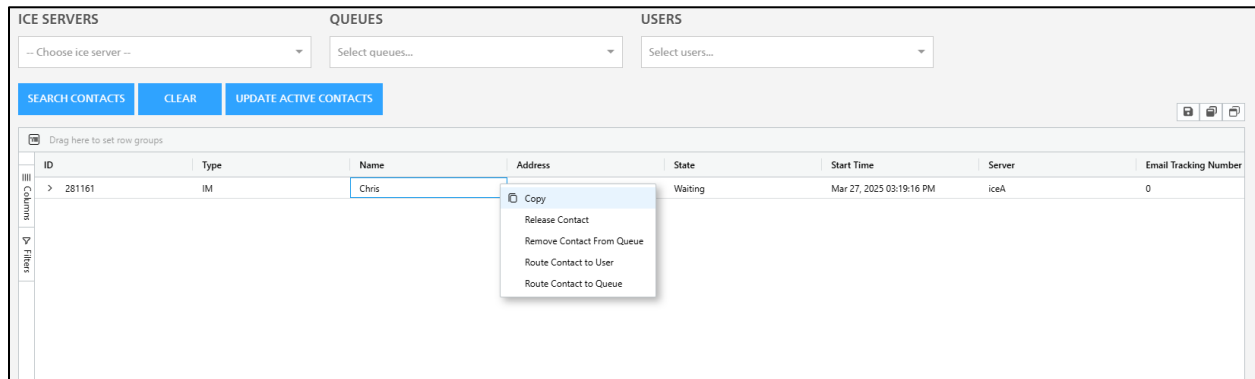 ICE SERVERS QUEUES USERS
-- Choose ice server -- Select queues... Select users...
SEARCH CONTACTS CLEAR UPDATE ACTIVE CONTACTS
Drag here to set row groups
ID Type Name Address State Start Time Server Email Tracking Number
281161 IM Chris Waiting Mar 27, 2025 03:19:16 PM iceA 0
Copy
Release Contact
Remove Contact From Queue
Route Contact to User
Route Contact to Queue
Columns
Filters